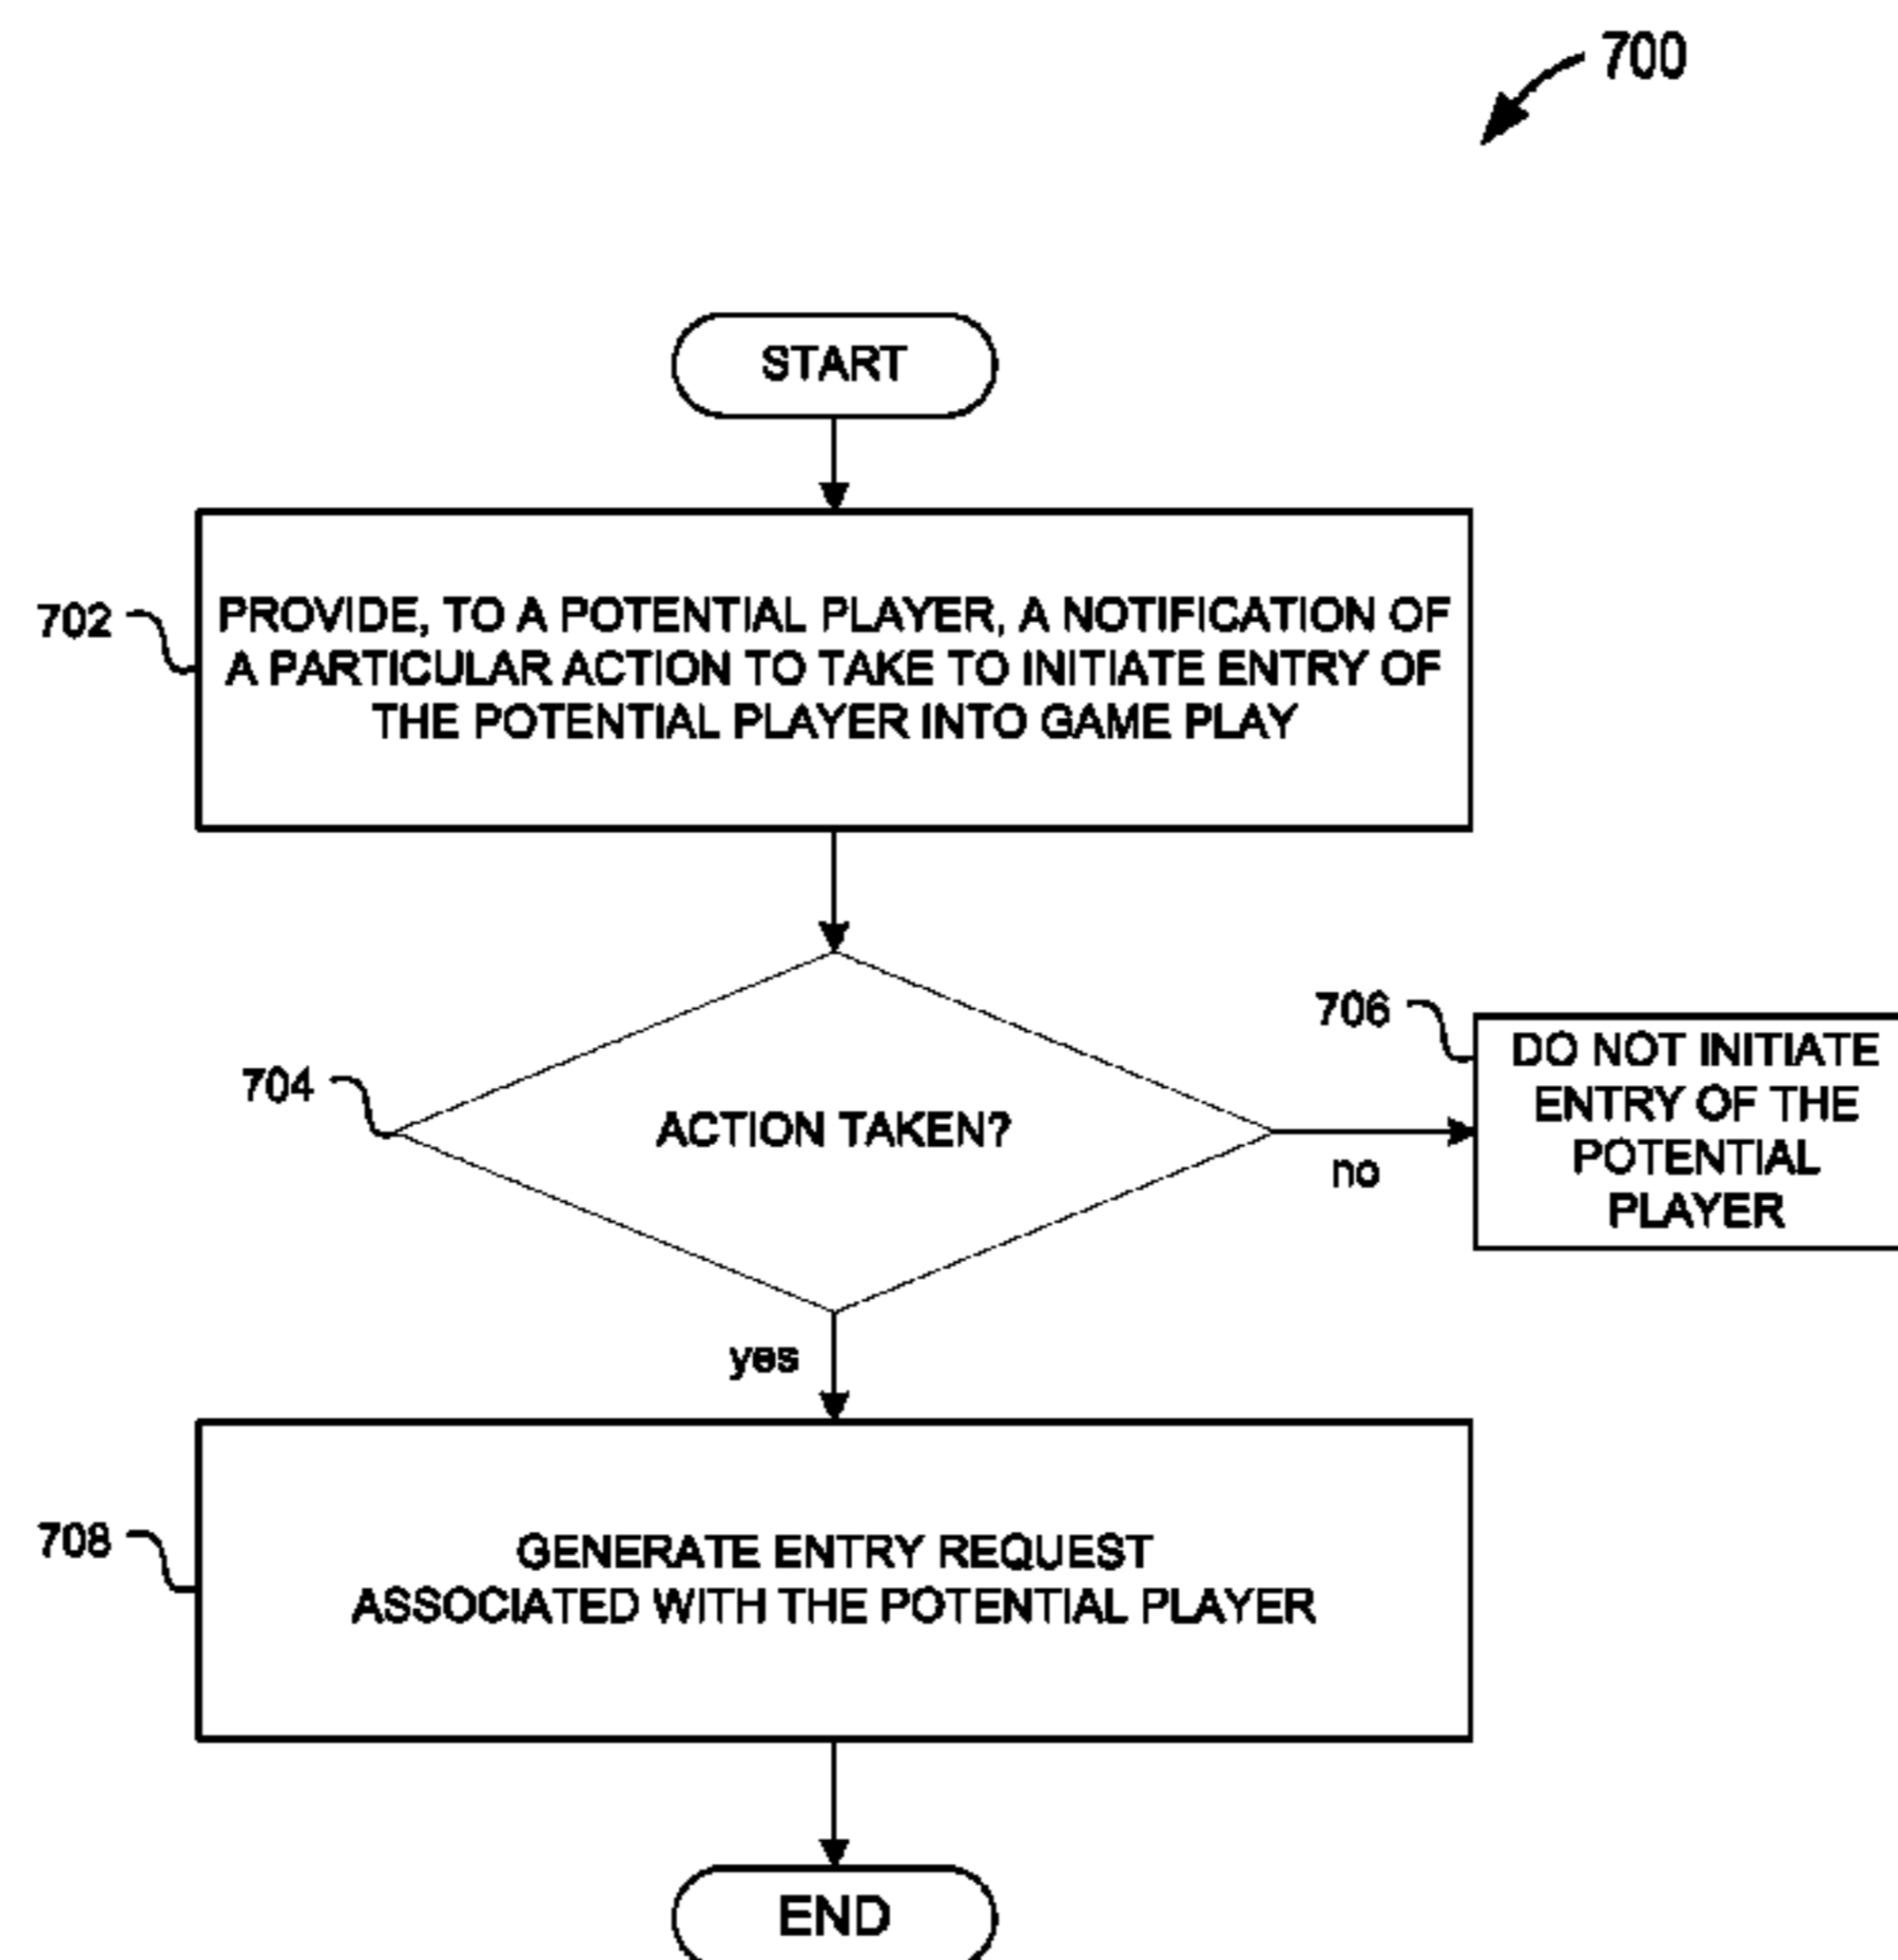 700
START
702
PROVIDE, TO A POTENTIAL PLAYER, A NOTIFICATION OF
A PARTICULAR ACTION TO TAKE TO INITIATE ENTRY OF
THE POTENTIAL PLAYER INTO GAME PLAY
704
ACTION TAKEN?
no
706
DO NOT INITIATE
ENTRY OF THE
POTENTIAL
PLAYER
yes
708
GENERATE ENTRY REQUEST
ASSOCIATED WITH THE POTENTIAL PLAYER
END